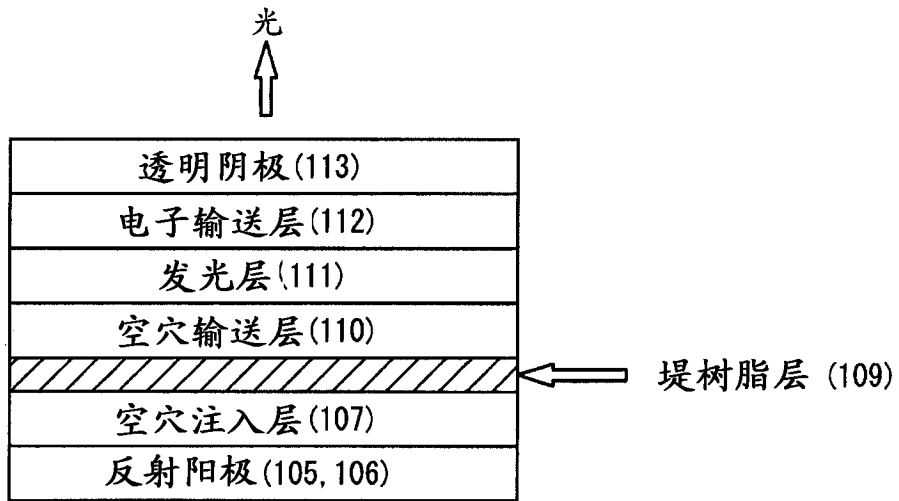 光
透明阴极(113)
电子输送层(112)
发光层(111)
空穴输送层(110)
堤树脂层 (109)
空穴注入层(107)
反射阳极(105,106)